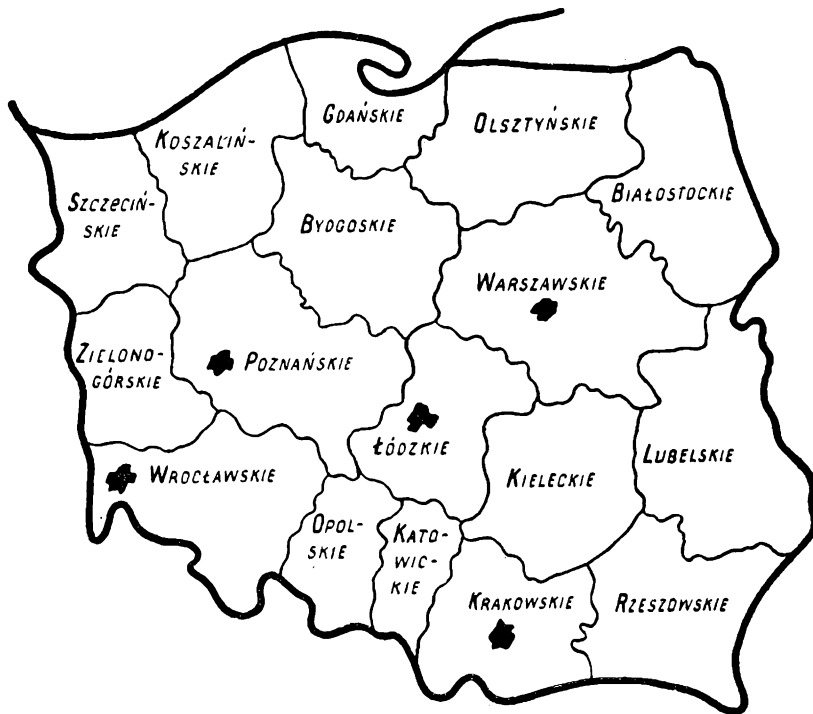 GDAŃSKIE
OLSZTYŃSKIE
KOSZALIŃ-
SKIE
SZCZECIŃ-
SKIE
BYDGOSKIE
BIAŁOSTOCKIE
WARSZAWSKIE
ZIELONO-
GÓRSKIE
POZNAŃSKIE
ŁÓDZKIE
WROCŁAWSKIE
KIELECKIE
LUBELSKIE
OPOL-
SKIE
KATO-
WIC-
KIE
KRAKOWSKIE
RZESZOWSKIE